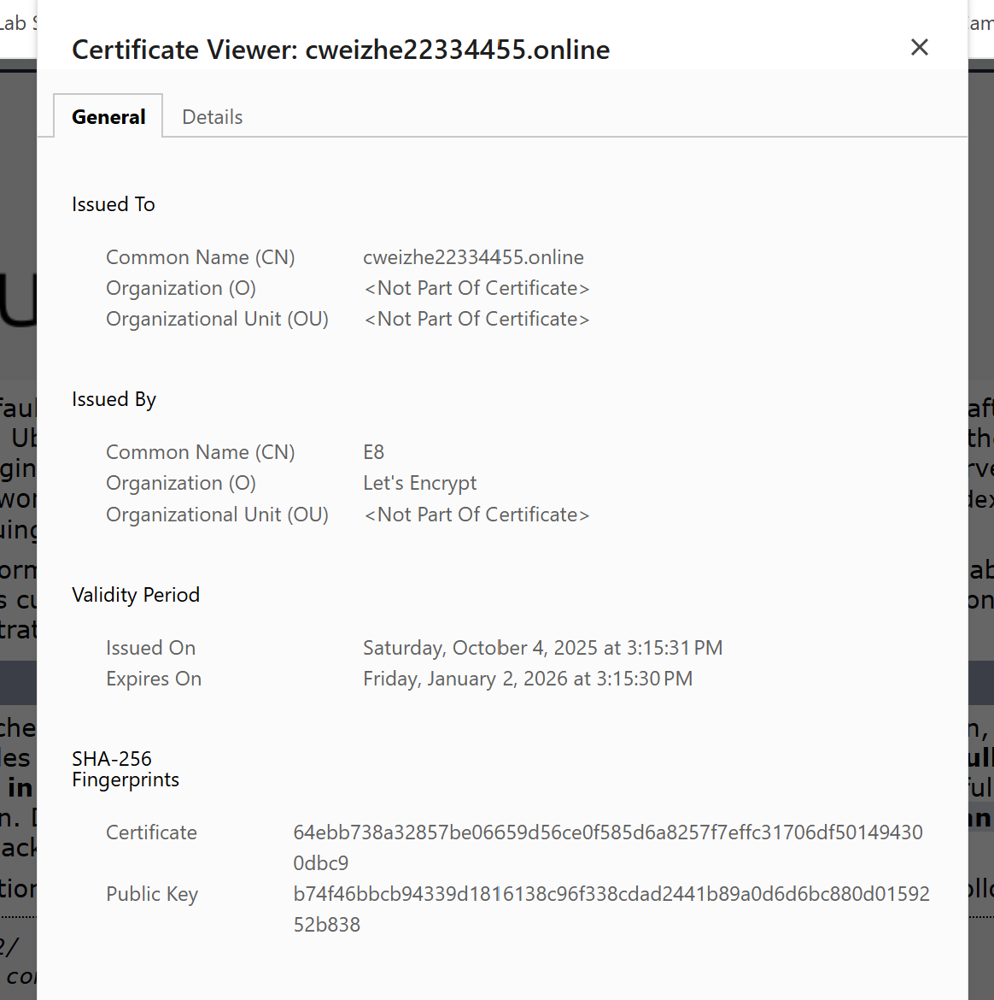 Lab
Certificate Viewer: cweizhe22334455.online
General
Details
Issued To
Common Name (CN) cweizhe22334455.online
Organization (O) <Not Part Of Certificate>
Organizational Unit (OU) <Not Part Of Certificate>
Issued By
Common Name (CN) E8
Organization (O) Let's Encrypt
Organizational Unit (OU) <Not Part Of Certificate>
Validity Period
Issued On Saturday, October 4, 2025 at 3:15:31 PM
Expires On Friday, January 2, 2026 at 3:15:30 PM
SHA-256
Fingerprints
Certificate 64ebb738a32857be06659d56ce0f585d6a8257f7effc31706df50149430
0dbc9
Public Key b74f46bbcb94339d1816138c96f338cdad2441b89a0d6d6bc880d01592
52b838
in